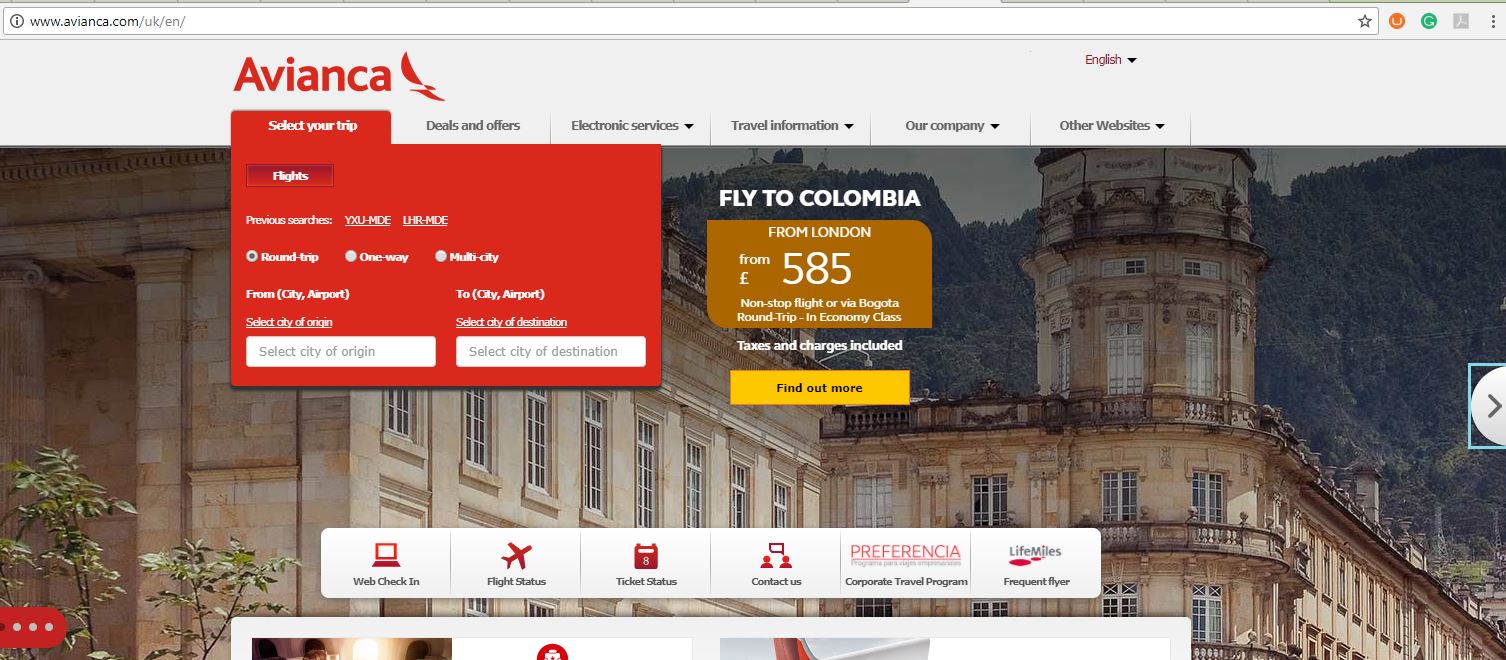 www.avianca.com/uk/en/
Avianca
English
Select your trip
Deals and offers
Electronic services
Travel information
Our company
Other Websites
Flights
Previous searches: YXU-MDE LHR-MDE
Round-trip One-way Multi-city
From (City, Airport) To (City, Airport)
Select city of origin Select city of destination
Select city of origin Select city of destination
FLY TO COLOMBIA
FROM LONDON
from
£ 585
Non-stop flight or via Bogota
Round-Trip - In Economy Class
Taxes and charges included
Find out more
8
Web Check In
Flight Status
Ticket Status
Contact us
PREFERENCIA
Programa para viajes empresariales
Corporate Travel Program
LifeMiles
Frequent flyer